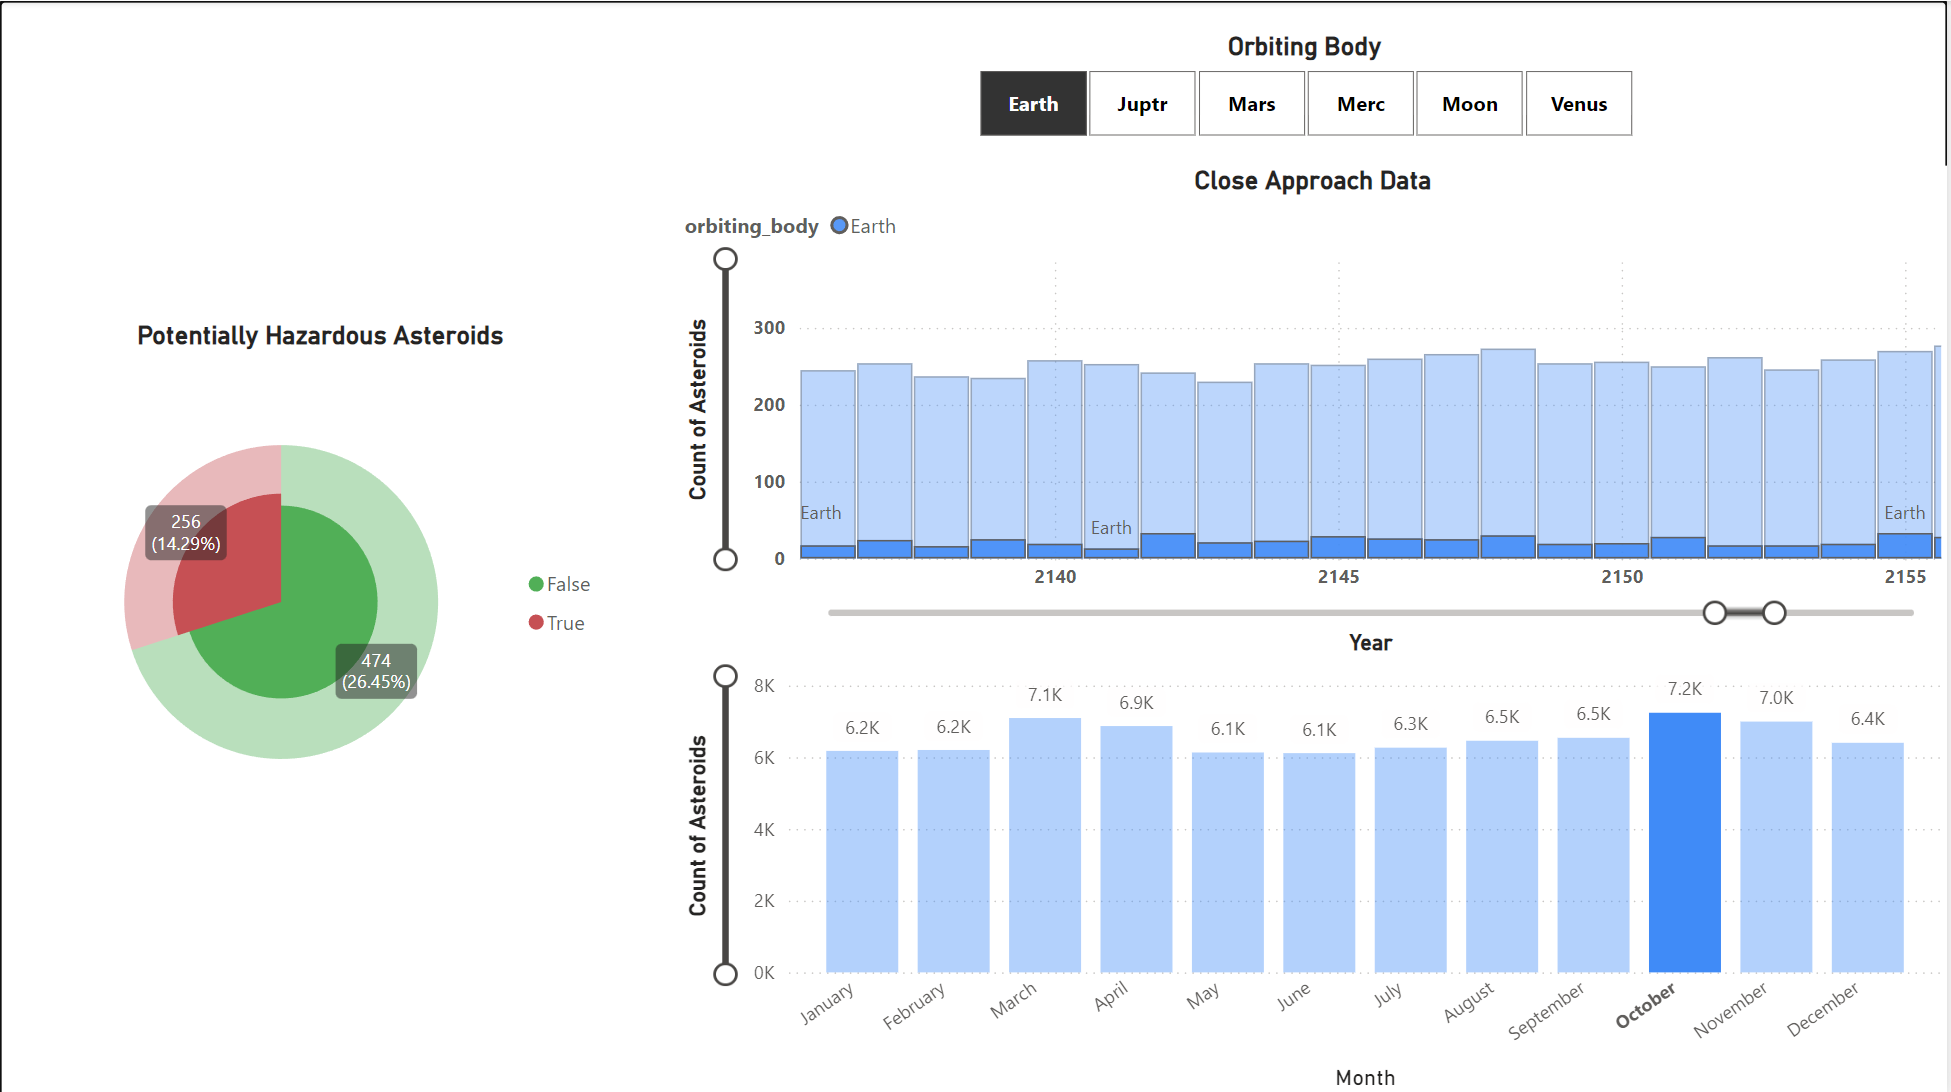 Orbiting Body
Earth Juptr Mars Merc Moon Venus
Close Approach Data
orbiting_body Earth
Potentially Hazardous Asteroids
256
(14.29%)
474
(26.45%)
False
True
Count of Asteroids
300
200
100
0
Earth
Earth
Earth
2140 2145 2150 2155
Year
Count of Asteroids
8K
6K
4K
2K
0K
6.2K 6.2K 7.1K 6.9K 6.1K 6.1K 6.3K 6.5K 6.5K 7.2K 7.0K 6.4K
January February March April May June July August September October November December
Month